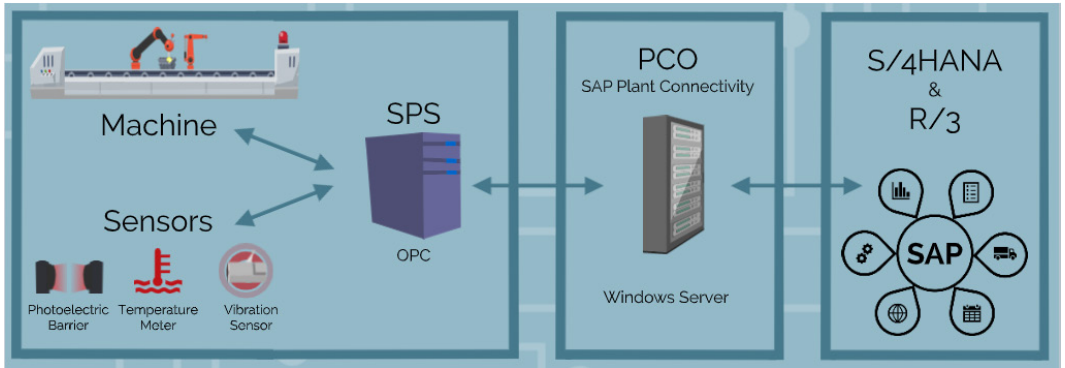 Machine
Sensors
Photoelectric
Barrier
Temperature
Meter
Vibration
Sensor
SPS
OPC
PCO
SAP Plant Connectivity
Windows Server
S/4HANA
&
R/3
SAP